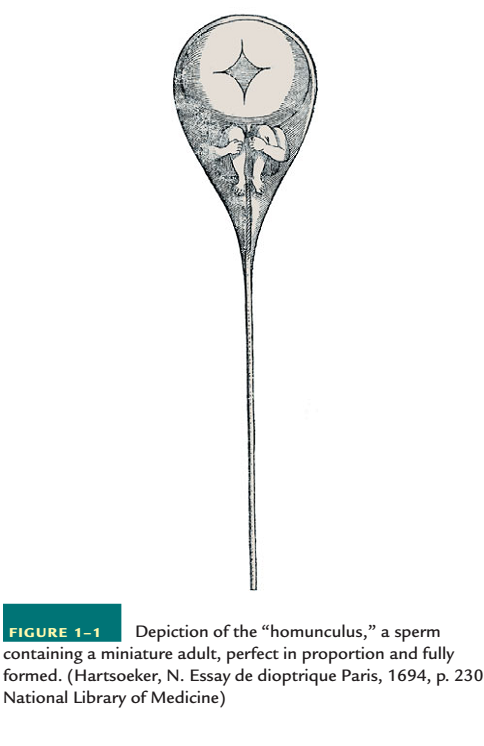 FIGURE 1–1 Depiction of the “homunculus,” a sperm
containing a miniature adult, perfect in proportion and fully
formed. (Hartsoeker, N. Essay de dioptrique Paris, 1694, p. 230
National Library of Medicine)